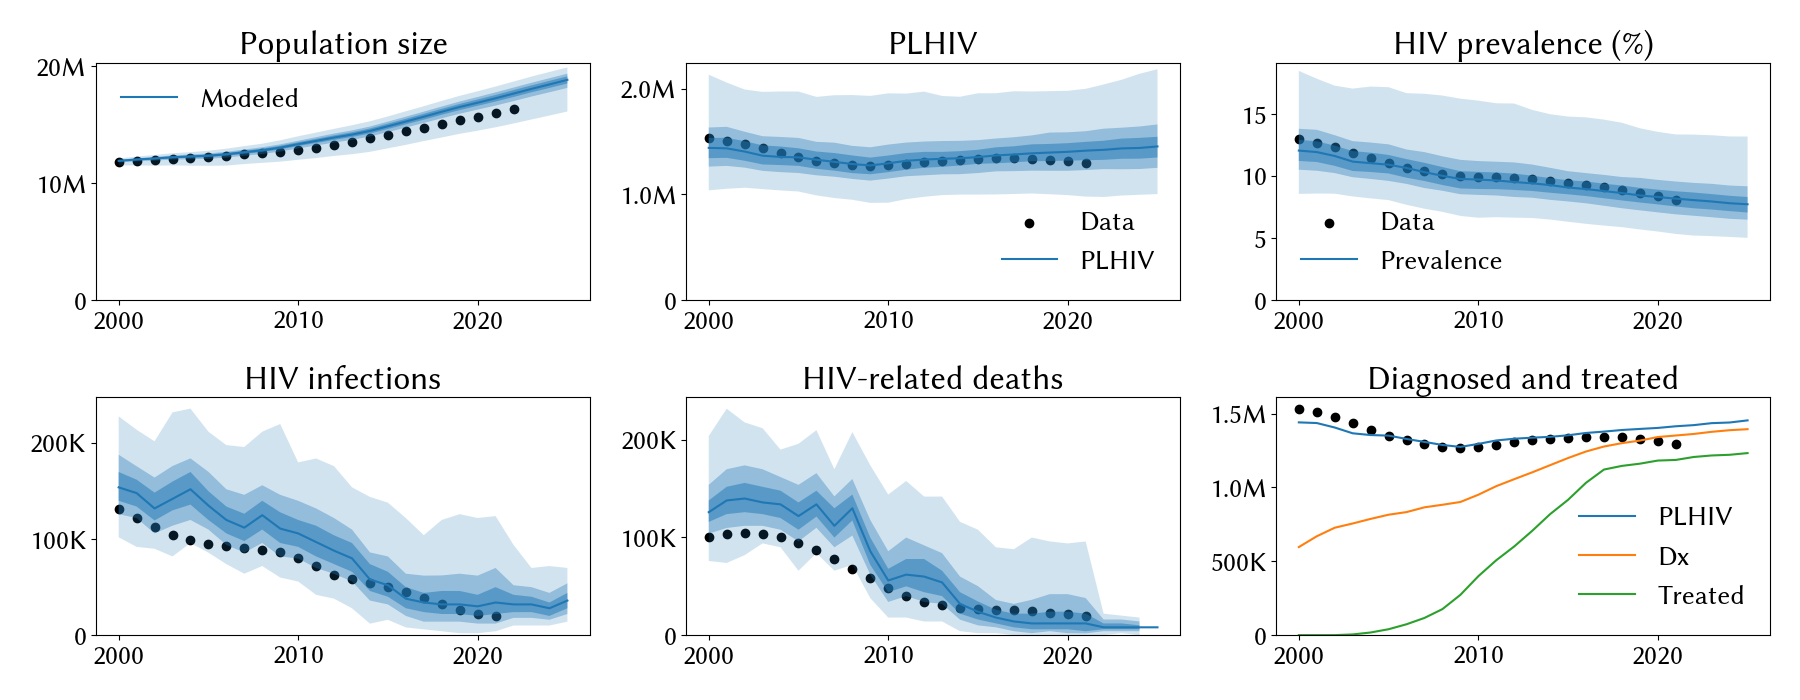 Population size
20M
10M
0
2000
2010
2020
Modeled
PLHIV
2.0M
1.0M
0
2000
2010
2020
Data
PLHIV
HIV prevalence (%)
15
10
5
0
2000
2010
2020
Data
Prevalence
HIV infections
200K
100K
0
2000
2010
2020
HIV-related deaths
200K
100K
0
2000
2010
2020
Diagnosed and treated
1.5M
1.0M
500K
0
2000
2010
2020
PLHIV
Dx
Treated